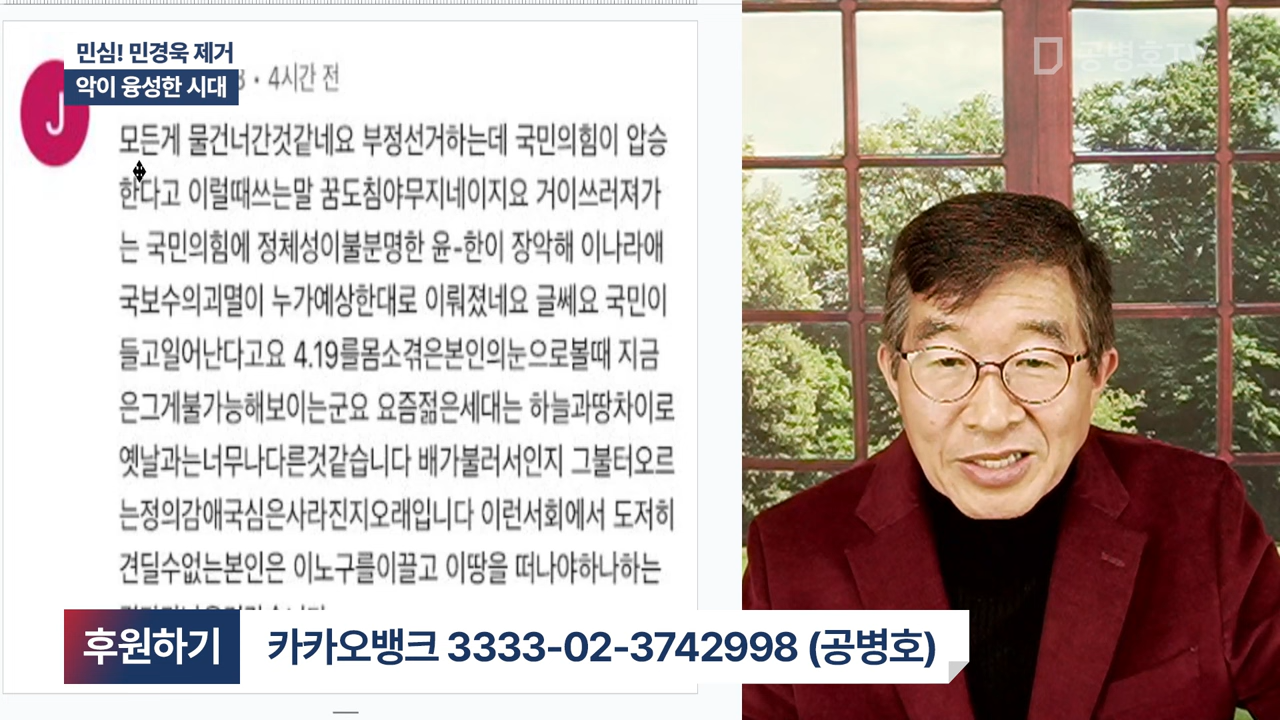 민심! 민경욱 제거
악이 융성한 시대
J
· 4시간 전
공병호TV
모든게 물건너간것같네요 부정선거하는데 국민의힘이 압승
한다고 이럴때쓰는말 꿈도침야무지네이지요 거이쓰러져가
는 국민의힘에 정체성이불분명한 윤-한이 장악해 이나라애
국보수의괴멸이 누가예상한대로 이뤄졌네요 글쎄요 국민이
들고일어난다고요 4.19를몸소겪은본인의눈으로볼때 지금
은그게불가능해보이는군요 요즘젊은세대는 하늘과땅차이로
옛날과는너무나다른것같습니다 배가불러서인지 그불터오르
는정의감애국심은사라진지오래입니다 이런서회에서 도저히
견딜수없는본인은 이노구를이끌고 이땅을 떠나야하나하는
후원하기
카카오뱅크 3333-02-3742998 (공병호)